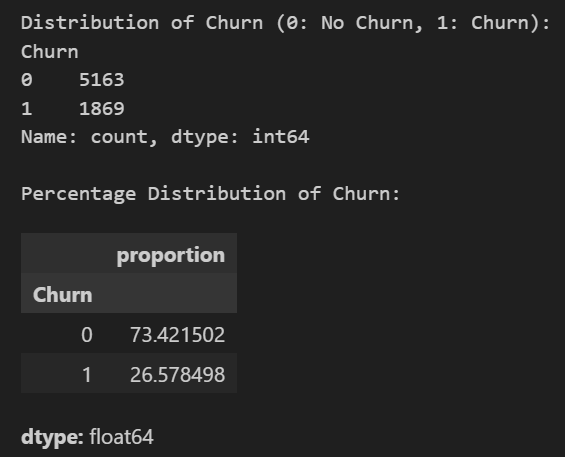 Distribution of Churn (0: No Churn, 1: Churn):
Churn
0    5163
1    1869
Name: count, dtype: int64
Percentage Distribution of Churn:
proportion
Churn
0 73.421502
1 26.578498
dtype: float64